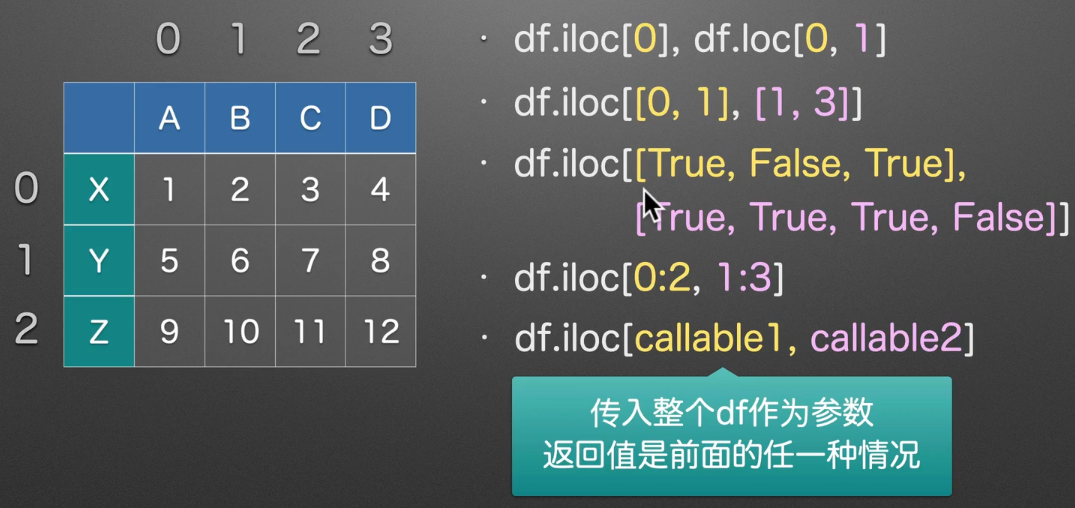 0 1 2 3
A B C D
0 X 1 2 3 4
1 Y 5 6 7 8
2 Z 9 10 11 12
· df.iloc[0], df.loc[0, 1]
· df.iloc[[0, 1], [1, 3]]
· df.iloc[[True, False, True],
[True, True, True, False]]
· df.iloc[0:2, 1:3]
· df.iloc[callable1, callable2]
传入整个df作为参数
返回值是前面的任一种情况